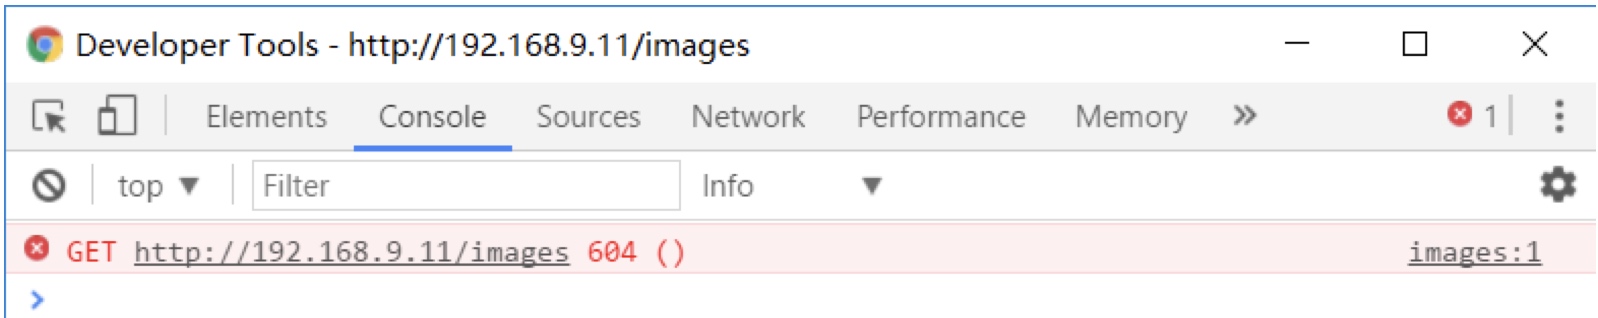 Developer Tools - http://192.168.9.11/images
Elements Console Sources Network Performance Memory » 1
top Filter Info
GET http://192.168.9.11/images 604 () images:1